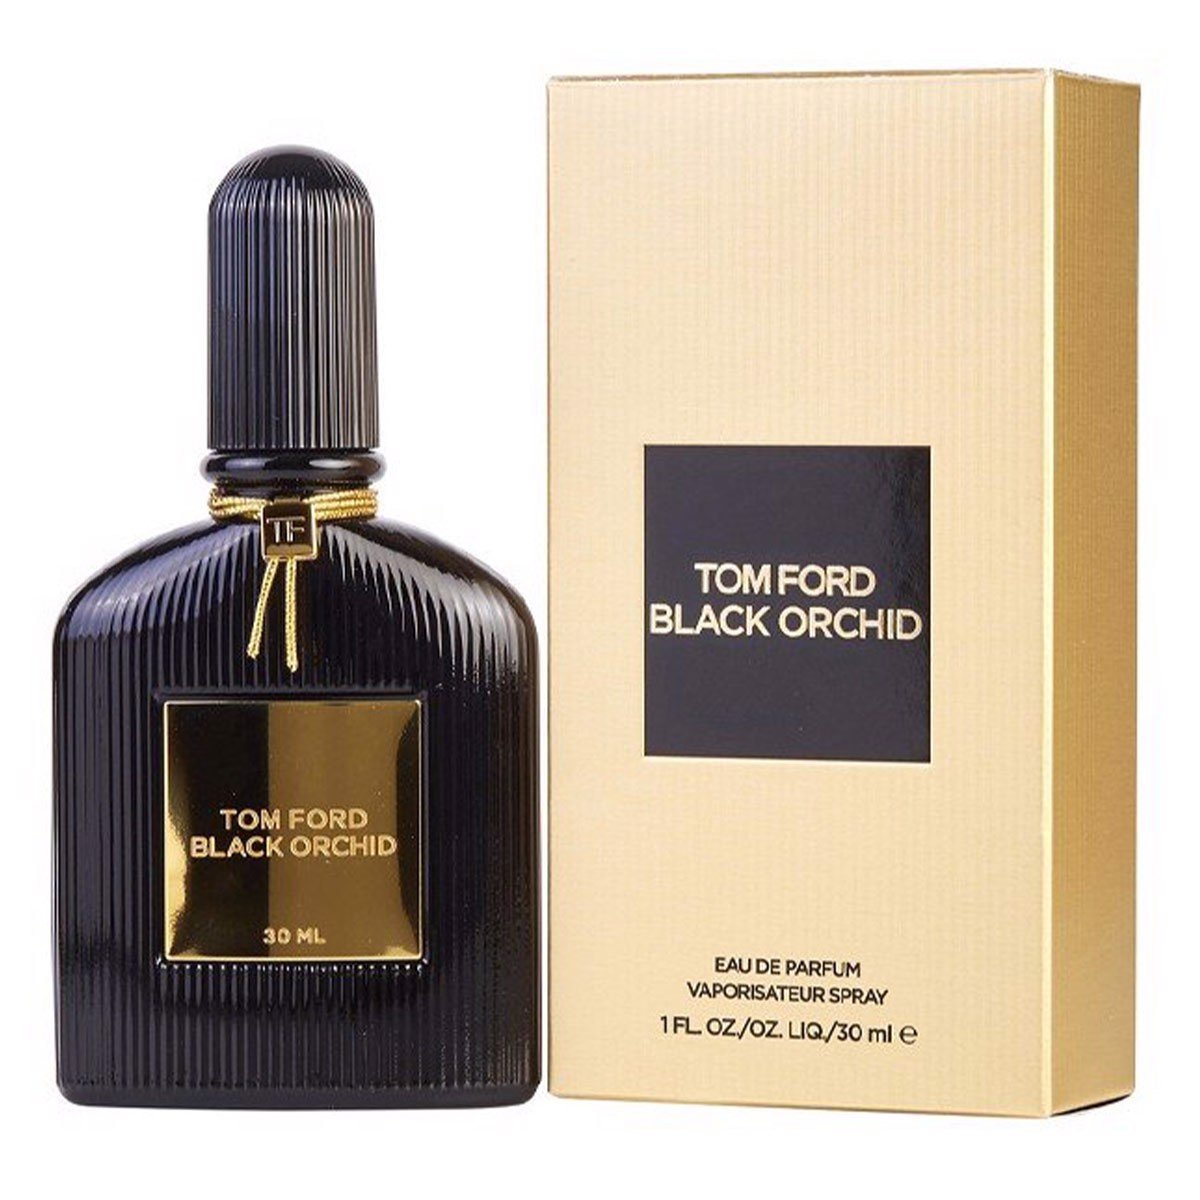 TF
TOM FORD
BLACK ORCHID
30 ML
TOM FORD
BLACK ORCHID
EAU DE PARFUM
VAPORISATEUR SPRAY
1 FL. OZ./OZ. LIQ./30 ml ℮